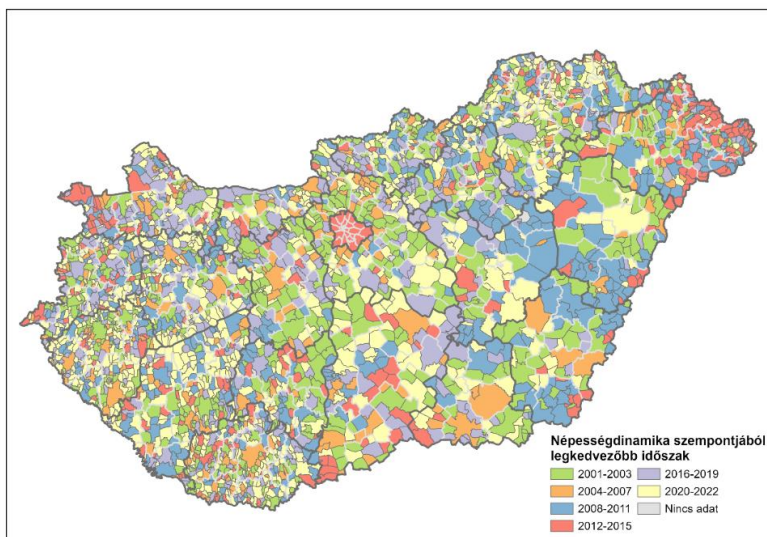 Népességdinamika szempontjából
legkedvezőbb időszak
2001-2003
2004-2007
2008-2011
2012-2015
2016-2019
2020-2022
Nincs adat